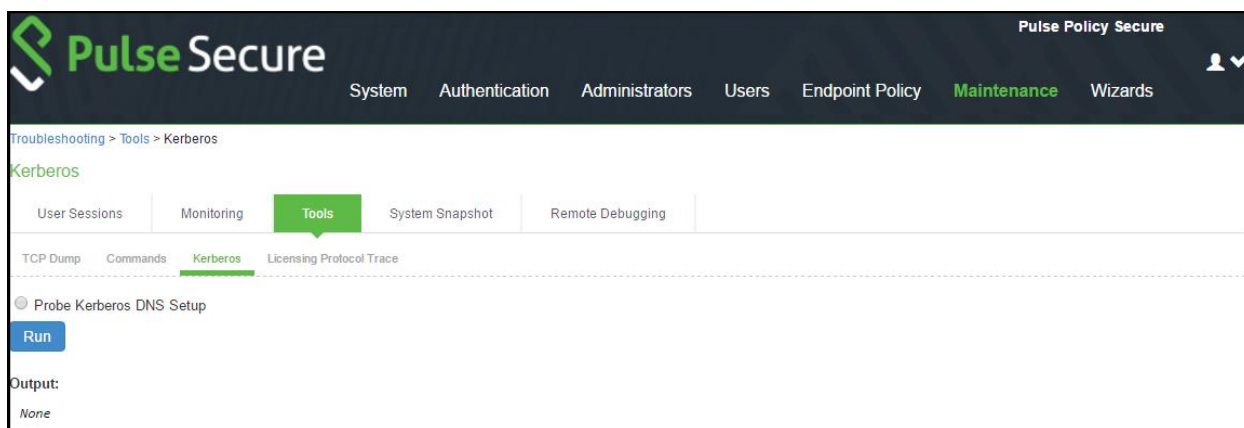 Pulse Policy Secure
Pulse Secure
System Authentication Administrators Users Endpoint Policy Maintenance Wizards
Troubleshooting > Tools > Kerberos
Kerberos
User Sessions Monitoring Tools System Snapshot Remote Debugging
TCP Dump Commands Kerberos Licensing Protocol Trace
Probe Kerberos DNS Setup
Run
Output:
None